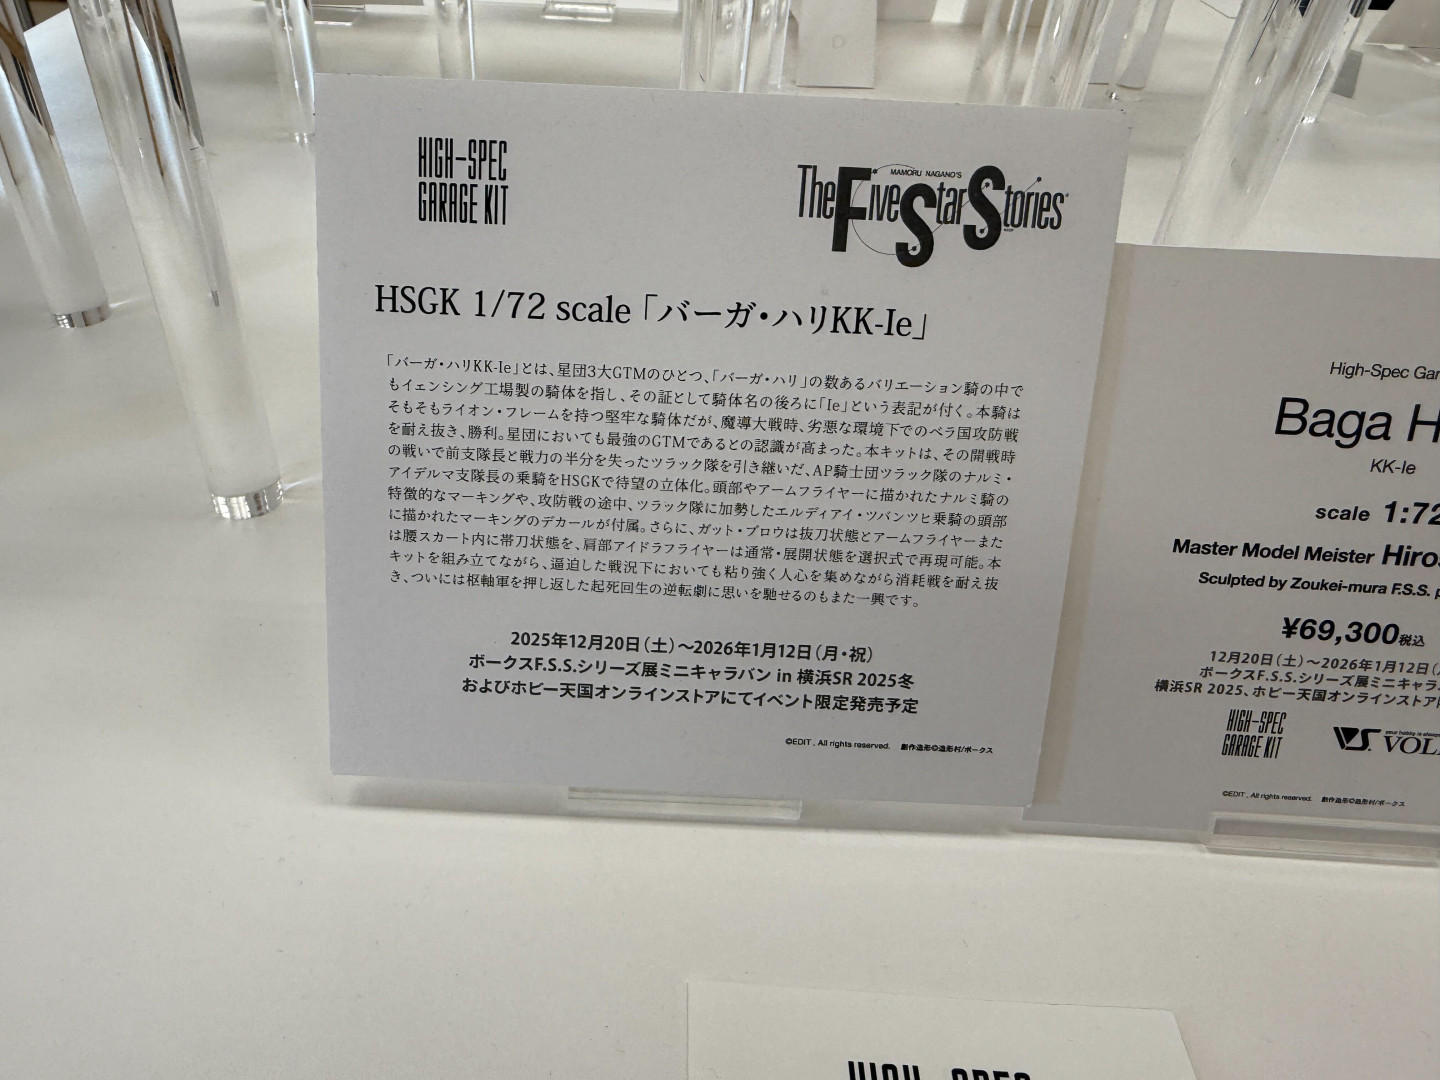 HIGH-SPEC
GARAGE KIT
MAMORU NAGANO'S
The Five Star Stories
HSGK 1/72 scale「バーガ・ハリKK-Ie」
「バーガ・ハリKK-Ie」とは、星団3大GTMのひとつ、「バーガ・ハリ」の数あるバリエーション騎の中で
もイェンシング工場製の騎体を指し、その証として騎体名の後ろに「Ie」という表記が付く。本騎は
そもそもライオン・フレームを持つ堅牢な騎体だが、魔導大戦時、劣悪な環境下でのベラ国攻防戦
を耐え抜き、勝利。星団においても最強のGTMであるとの認識が高まった。本キットは、その開戦時
の戦いで前支隊長と戦力の半分を失ったツラック隊を引き継いだ、AP騎士団ツラック隊のナルミ・
アイデルマ支隊長の乗騎をHSGKで待望の立体化。頭部やアームフライヤーに描かれたナルミ騎の
特徴的なマーキングや、攻防戦の途中、ツラック隊に加勢したエルディアイ・ツバンツヒ乗騎の頭部
に描かれたマーキングのデカールが付属。さらに、ガット・ブロウは抜刀状態とアームフライヤーまた
は腰スカート内に帯刀状態を、肩部アイドラフライヤーは通常・展開状態を選択式で再現可能。本
キットを組み立てながら、逼迫した戦況下においても粘り強く人心を集めながら消耗戦を耐え抜
き、ついには枢軸軍を押し返した起死回生の逆転劇に思いを馳せるのもまた一興です。
2025年12月20日（土）〜2026年1月12日（月・祝）
ボークスF.S.S.シリーズ展ミニキャラバン in 横浜SR 2025冬
およびホビー天国オンラインストアにてイベント限定発売予定
©EDIT, All rights reserved. 創作造形©造形村/ボークス
High-Spec Gar
Baga H
KK-Ie
scale 1:72
Master Model Meister Hiros
Sculpted by Zoukei-mura F.S.S. p
¥69,300税込
12月20日（土）〜2026年1月12日（
ボークスF.S.S.シリーズ展ミニキャラ
横浜SR 2025、ホビー天国オンラインストア
HIGH-SPEC
GARAGE KIT
VOL
©EDIT, All rights reserved. 創作造形©造形村/ボークス
HIGH-SPEC